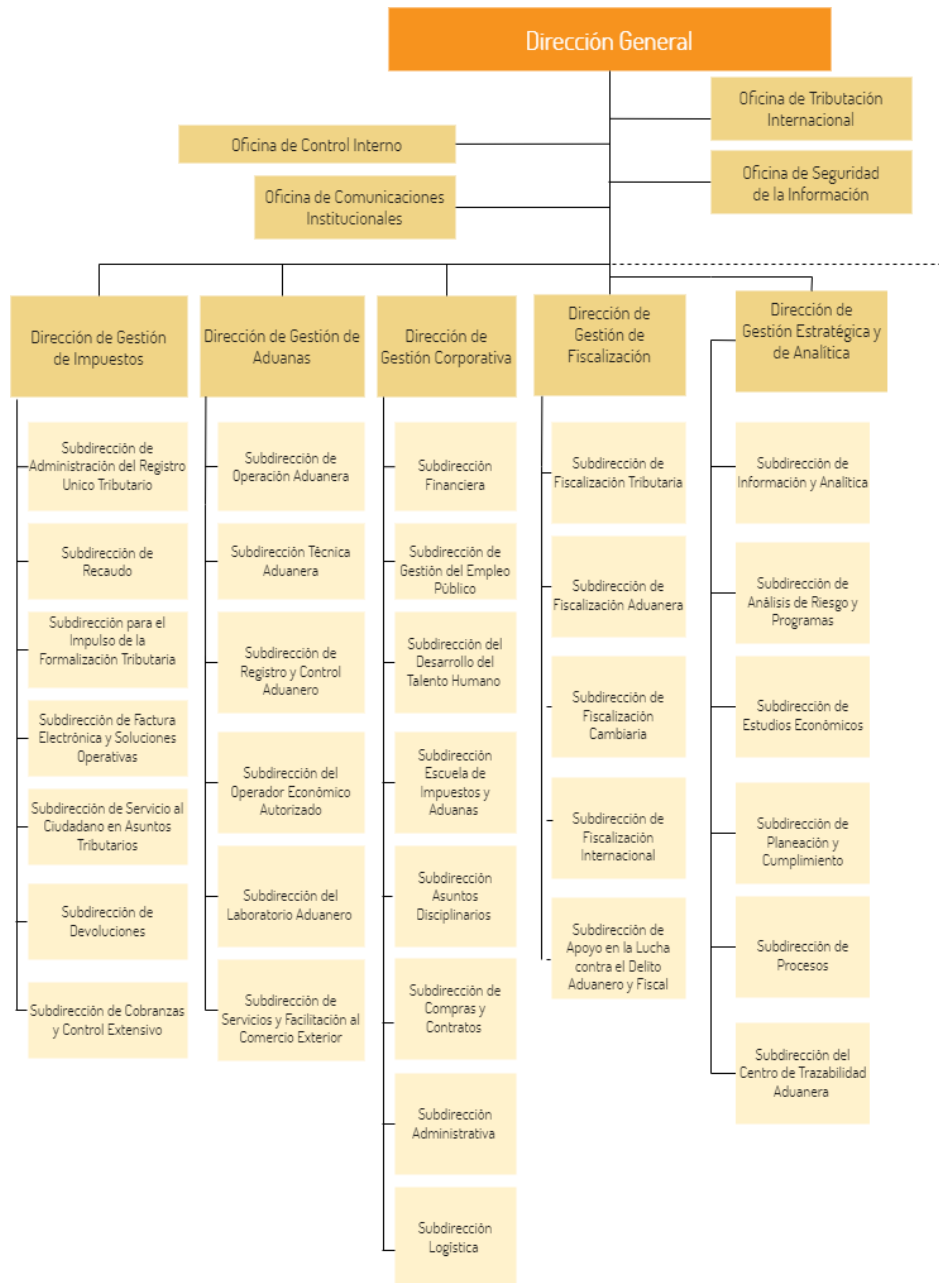 Dirección General
Oficina de Tributación
Internacional
Oficina de Control Interno
Oficina de Seguridad
de la Información
Oficina de Comunicaciones
Institucionales
Dirección de Gestión
de Impuestos
Dirección de Gestión de
Aduanas
Dirección de
Gestión Corporativa
Dirección de
Gestión de
Fiscalización
Dirección de
Gestión Estratégica y
de Analítica
Subdirección de
Administración del Registro
Unico Tributario
Subdirección de
Recaudo
Subdirección para el
Impulso de la
Formalización Tributaria
Subdirección de Factura
Electrónica y Soluciones
Operativas
Subdirección de Servicio al
Ciudadano en Asuntos
Tributarios
Subdirección de
Devoluciones
Subdirección de Cobranzas
y Control Extensivo
Subdirección de
Operación Aduanera
Subdirección Técnica
Aduanera
Subdirección de
Registro y Control
Aduanero
Subdirección del
Operador Económico
Autorizado
Subdirección del
Laboratorio Aduanero
Subdirección de
Servicios y Facilitación al
Comercio Exterior
Subdirección
Financiera
Subdirección de
Gestión del Empleo
Público
Subdirección del
Desarrollo del
Talento Humano
Subdirección
Escuela de
Impuestos y
Aduanas
Subdirección
Asuntos
Disciplinarios
Subdirección de
Compras y
Contratos
Subdirección
Administrativa
Subdirección
Logística
Subdirección de
Fiscalización Tributaria
Subdirección de
Fiscalización Aduanera
Subdirección de
Fiscalización
Cambiaria
Subdirección de
Fiscalización
Internacional
Subdirección de
Apoyo en la Lucha
contra el Delito
Aduanero y Fiscal
Subdirección de
Información y Analítica
Subdirección de
Análisis de Riesgo y
Programas
Subdirección de
Estudios Económicos
Subdirección de
Planeación y
Cumplimiento
Subdirección de
Procesos
Subdirección del
Centro de Trazabilidad
Aduanera